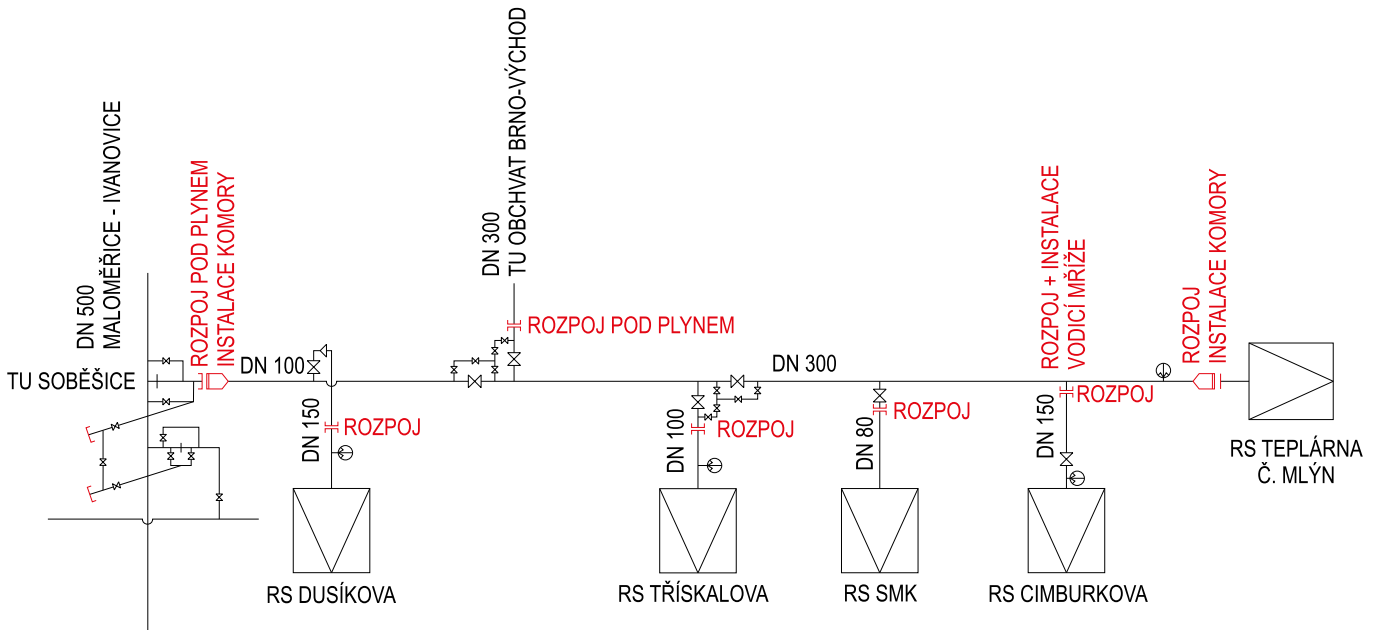 TU SOBĚŠICE
DN 500
MALOMĚRICE - IVANOVICE
ROZPOJ POD PLYNEM
INSTALACE KOMORY
DN 100
DN 150
ROZPOJ
RS DUSÍKOVA
DN 300
TU OBCHVAT BRNO-VÝCHOD
ROZPOJ POD PLYNEM
DN 100
ROZPOJ
RS TŘÍSKALOVA
DN 300
DN 80
ROZPOJ
RS SMK
ROZPOJ + INSTALACE
VODICÍ MŘÍŽE
DN 150
ROZPOJ
RS CIMBURKOVA
ROZPOJ
INSTALACE KOMORY
RS TEPLÁRNA
Č. MLÝN